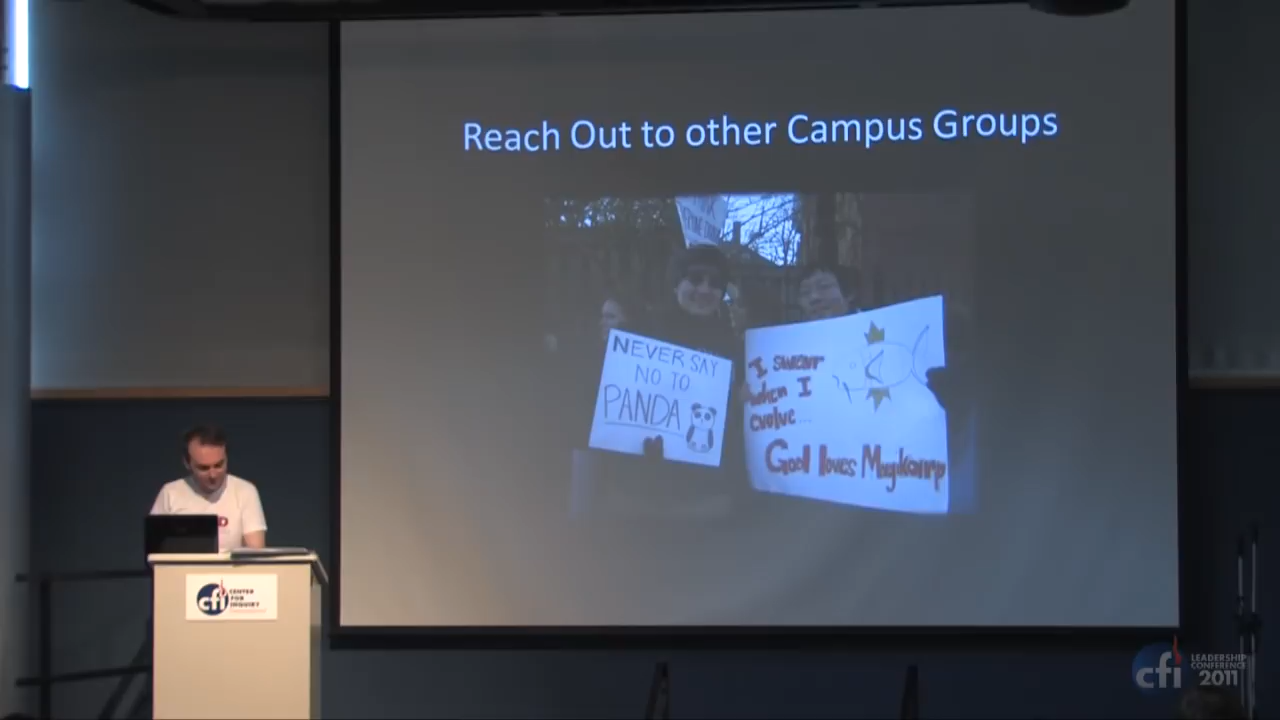 Reach Out to other Campus Groups
NEVER SAY
NO TO
PANDA
I swear
when I
evolve...
God loves Magikarp
cfi
CENTER
FOR
INQUIRY
cfi
LEADERSHIP
CONFERENCE
2011